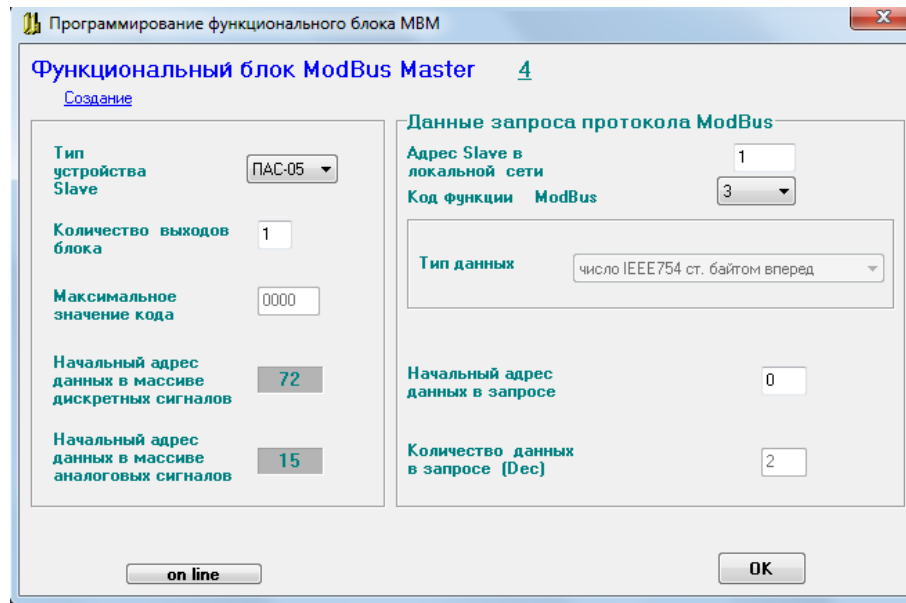 Программирование функционального блока МВМ
Функциональный блок ModBus Master 4
Создание
Тип
устройства
Slave
ПАС-05
Количество выходов
блока
1
Максимальное
значение кода
0000
Начальный адрес
данных в массиве
дискретных сигналов
72
Начальный адрес
данных в массиве
аналоговых сигналов
15
Данные запроса протокола ModBus
Адрес Slave в
локальной сети
1
Код функции ModBus
3
Тип данных
число IEEE754 ст. байтом вперед
Начальный адрес
данных в запросе
0
Количество данных
в запросе (Dec)
2
on line
OK